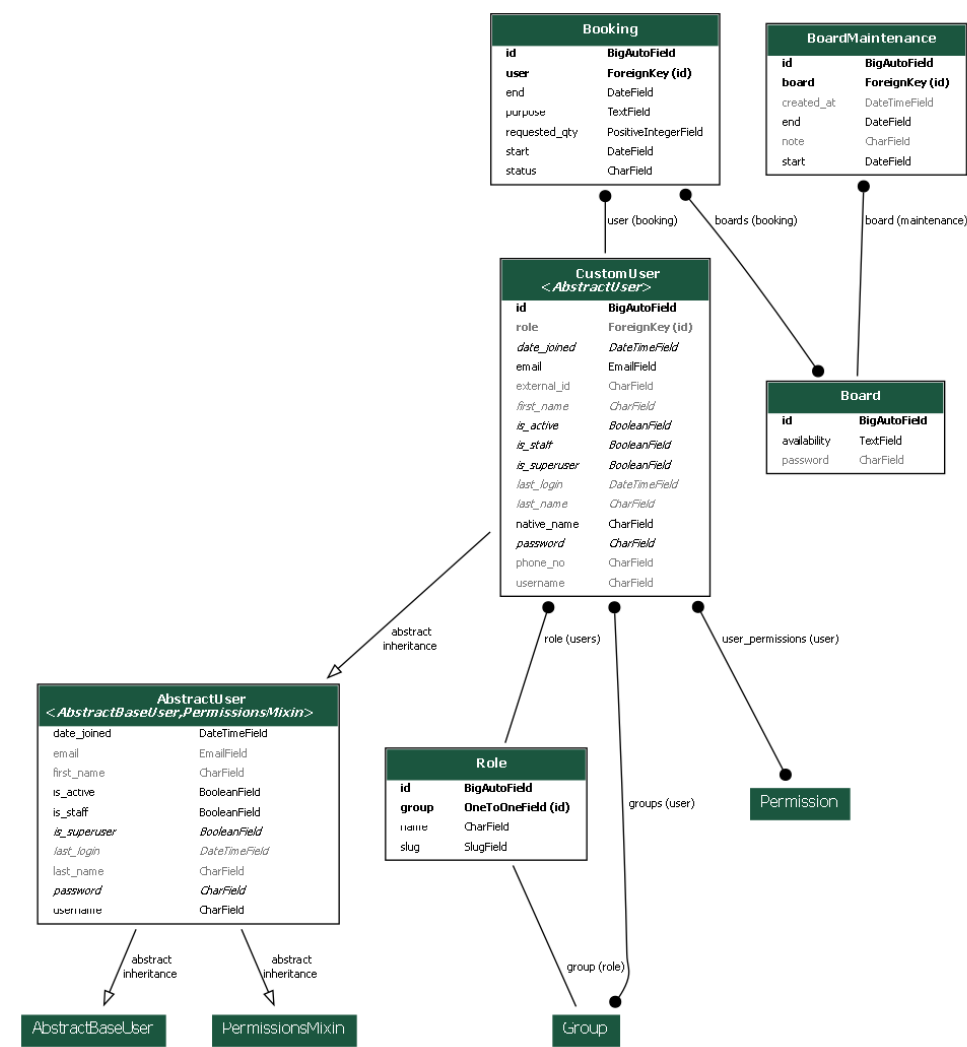 Booking
id BigAutoField
user ForeignKey (id)
end DateField
purpose TextField
requested_qty PositiveIntegerField
start DateField
status CharField
BoardMaintenance
id BigAutoField
board ForeignKey (id)
created_at DateTimeField
end DateField
note CharField
start DateField
user (booking)
boards (booking)
board (maintenance)
CustomUser
<AbstractUser>
id BigAutoField
role ForeignKey (id)
date_joined DateTimeField
email EmailField
external_id CharField
first_name CharField
is_active BooleanField
is_staff BooleanField
is_superuser BooleanField
last_login DateTimeField
last_name CharField
native_name CharField
password CharField
phone_no CharField
username CharField
Board
id BigAutoField
availability TextField
password CharField
abstract
inheritance
role (users)
user_permissions (user)
AbstractUser
<AbstractBaseUser,PermissionsMixin>
date_joined DateTimeField
email EmailField
first_name CharField
is_active BooleanField
is_staff BooleanField
is_superuser BooleanField
last_login DateTimeField
last_name CharField
password CharField
username CharField
Role
id BigAutoField
group OneToOneField (id)
name CharField
slug SlugField
groups (user)
Permission
abstract
inheritance
abstract
inheritance
group (role)
AbstractBaseUser
PermissionsMixin
Group